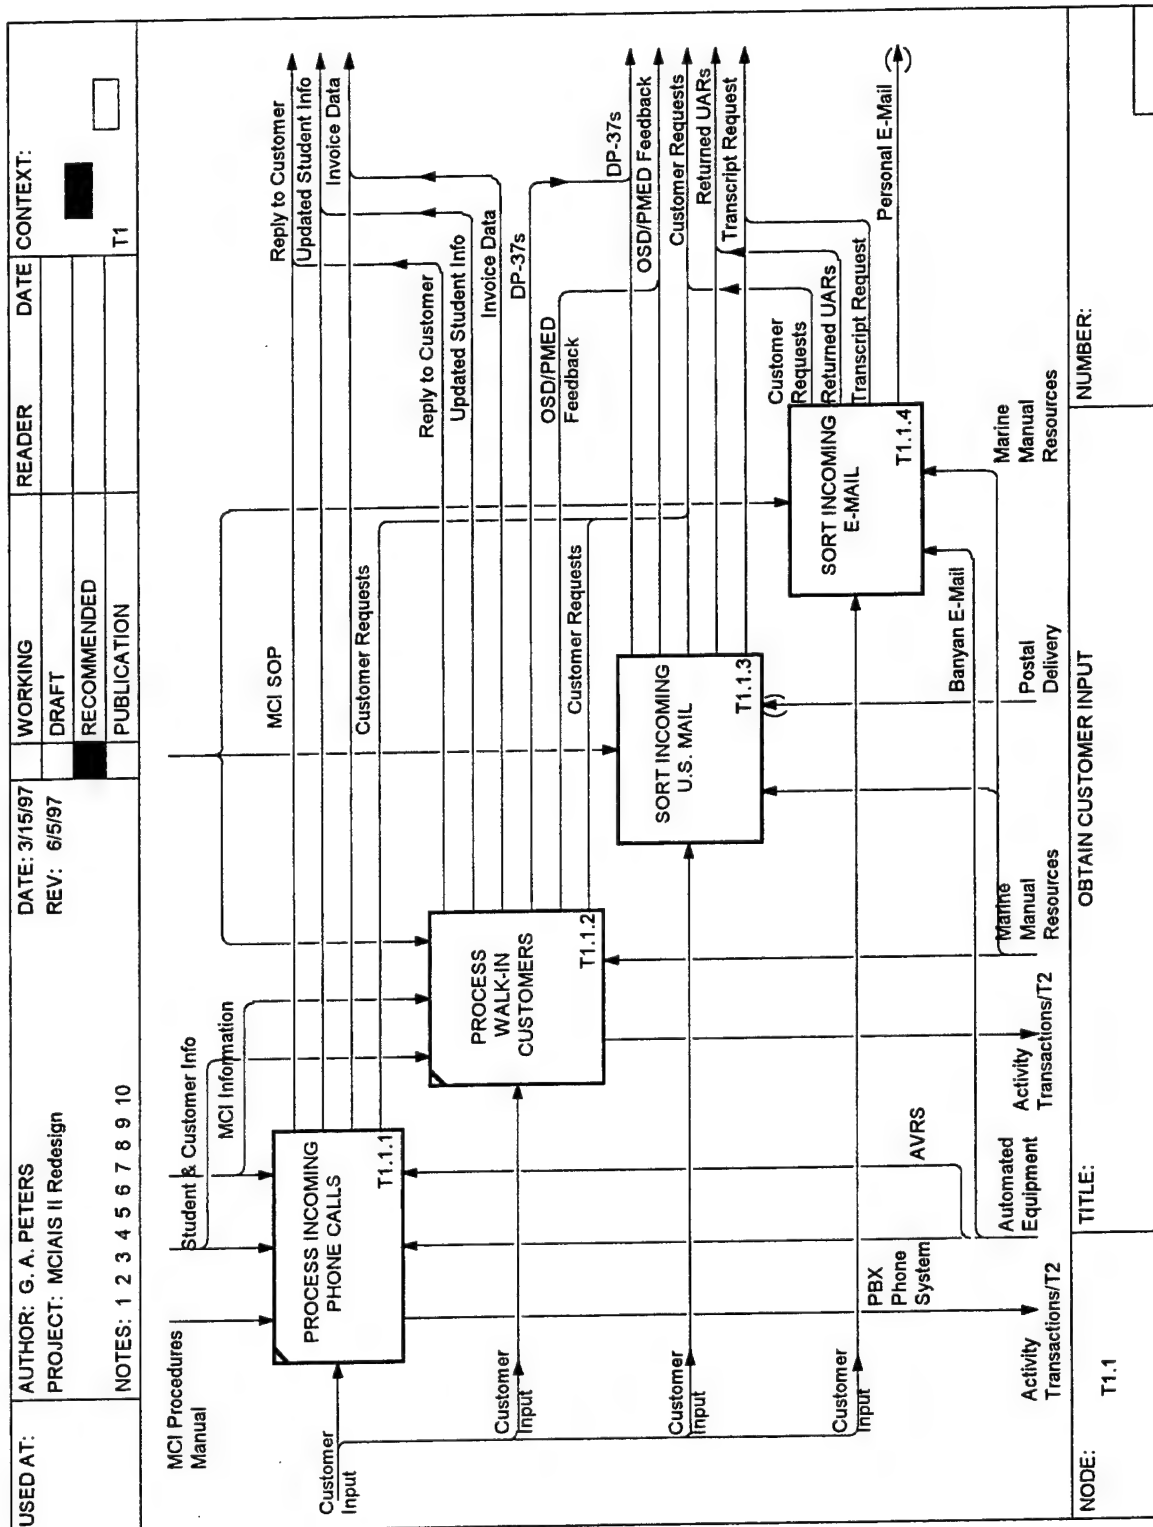 USED AT:
AUTHOR: G. A. PETERS
PROJECT: MCIAIS II Redesign
NOTES: 1 2 3 4 5 6 7 8 9 10
DATE: 3/15/97
REV: 6/5/97
WORKING
DRAFT
RECOMMENDED
PUBLICATION
READER
DATE
CONTEXT:
T1
MCI Procedures
Manual
Student & Customer Info
MCI Information
MCI SOP
Reply to Customer
Updated Student Info
Invoice Data
Customer Requests
Customer
Input
PROCESS INCOMING
PHONE CALLS
T1.1.1
Reply to Customer
Updated Student Info
Invoice Data
DP-37s
OSD/PMED
Feedback
Customer Requests
Customer
Input
PROCESS
WALK-IN
CUSTOMERS
T1.1.2
DP-37s
OSD/PMED Feedback
Customer Requests
Returned UARs
Transcript Request
Customer
Input
SORT INCOMING
U.S. MAIL
T1.1.3
Customer
Requests
Returned UARs
Transcript Request
Personal E-Mail
Customer
Input
SORT INCOMING
E-MAIL
T1.1.4
PBX
Phone
System
AVRS
Banyan E-Mail
Activity
Transactions/T2
Automated
Equipment
Activity
Transactions/T2
Marine
Manual
Resources
Postal
Delivery
Marine
Manual
Resources
NODE:
T1.1
TITLE:
OBTAIN CUSTOMER INPUT
NUMBER: